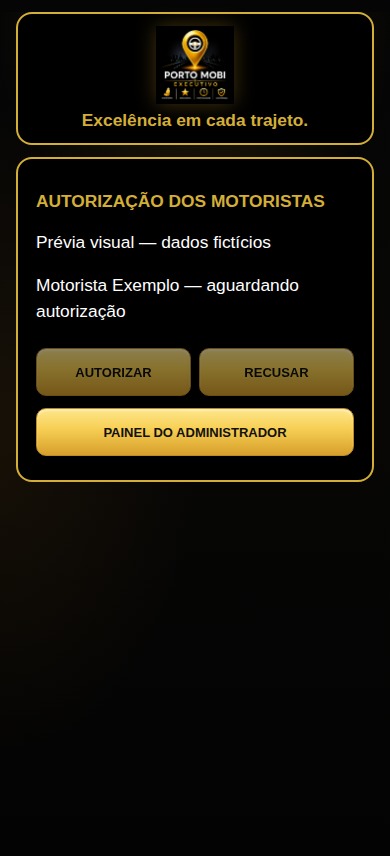 PORTO MOBI
EXECUTIVO
Excelência em cada trajeto.
AUTORIZAÇÃO DOS MOTORISTAS
Prévia visual — dados fictícios
Motorista Exemplo — aguardando
autorização
AUTORIZAR
RECUSAR
PAINEL DO ADMINISTRADOR